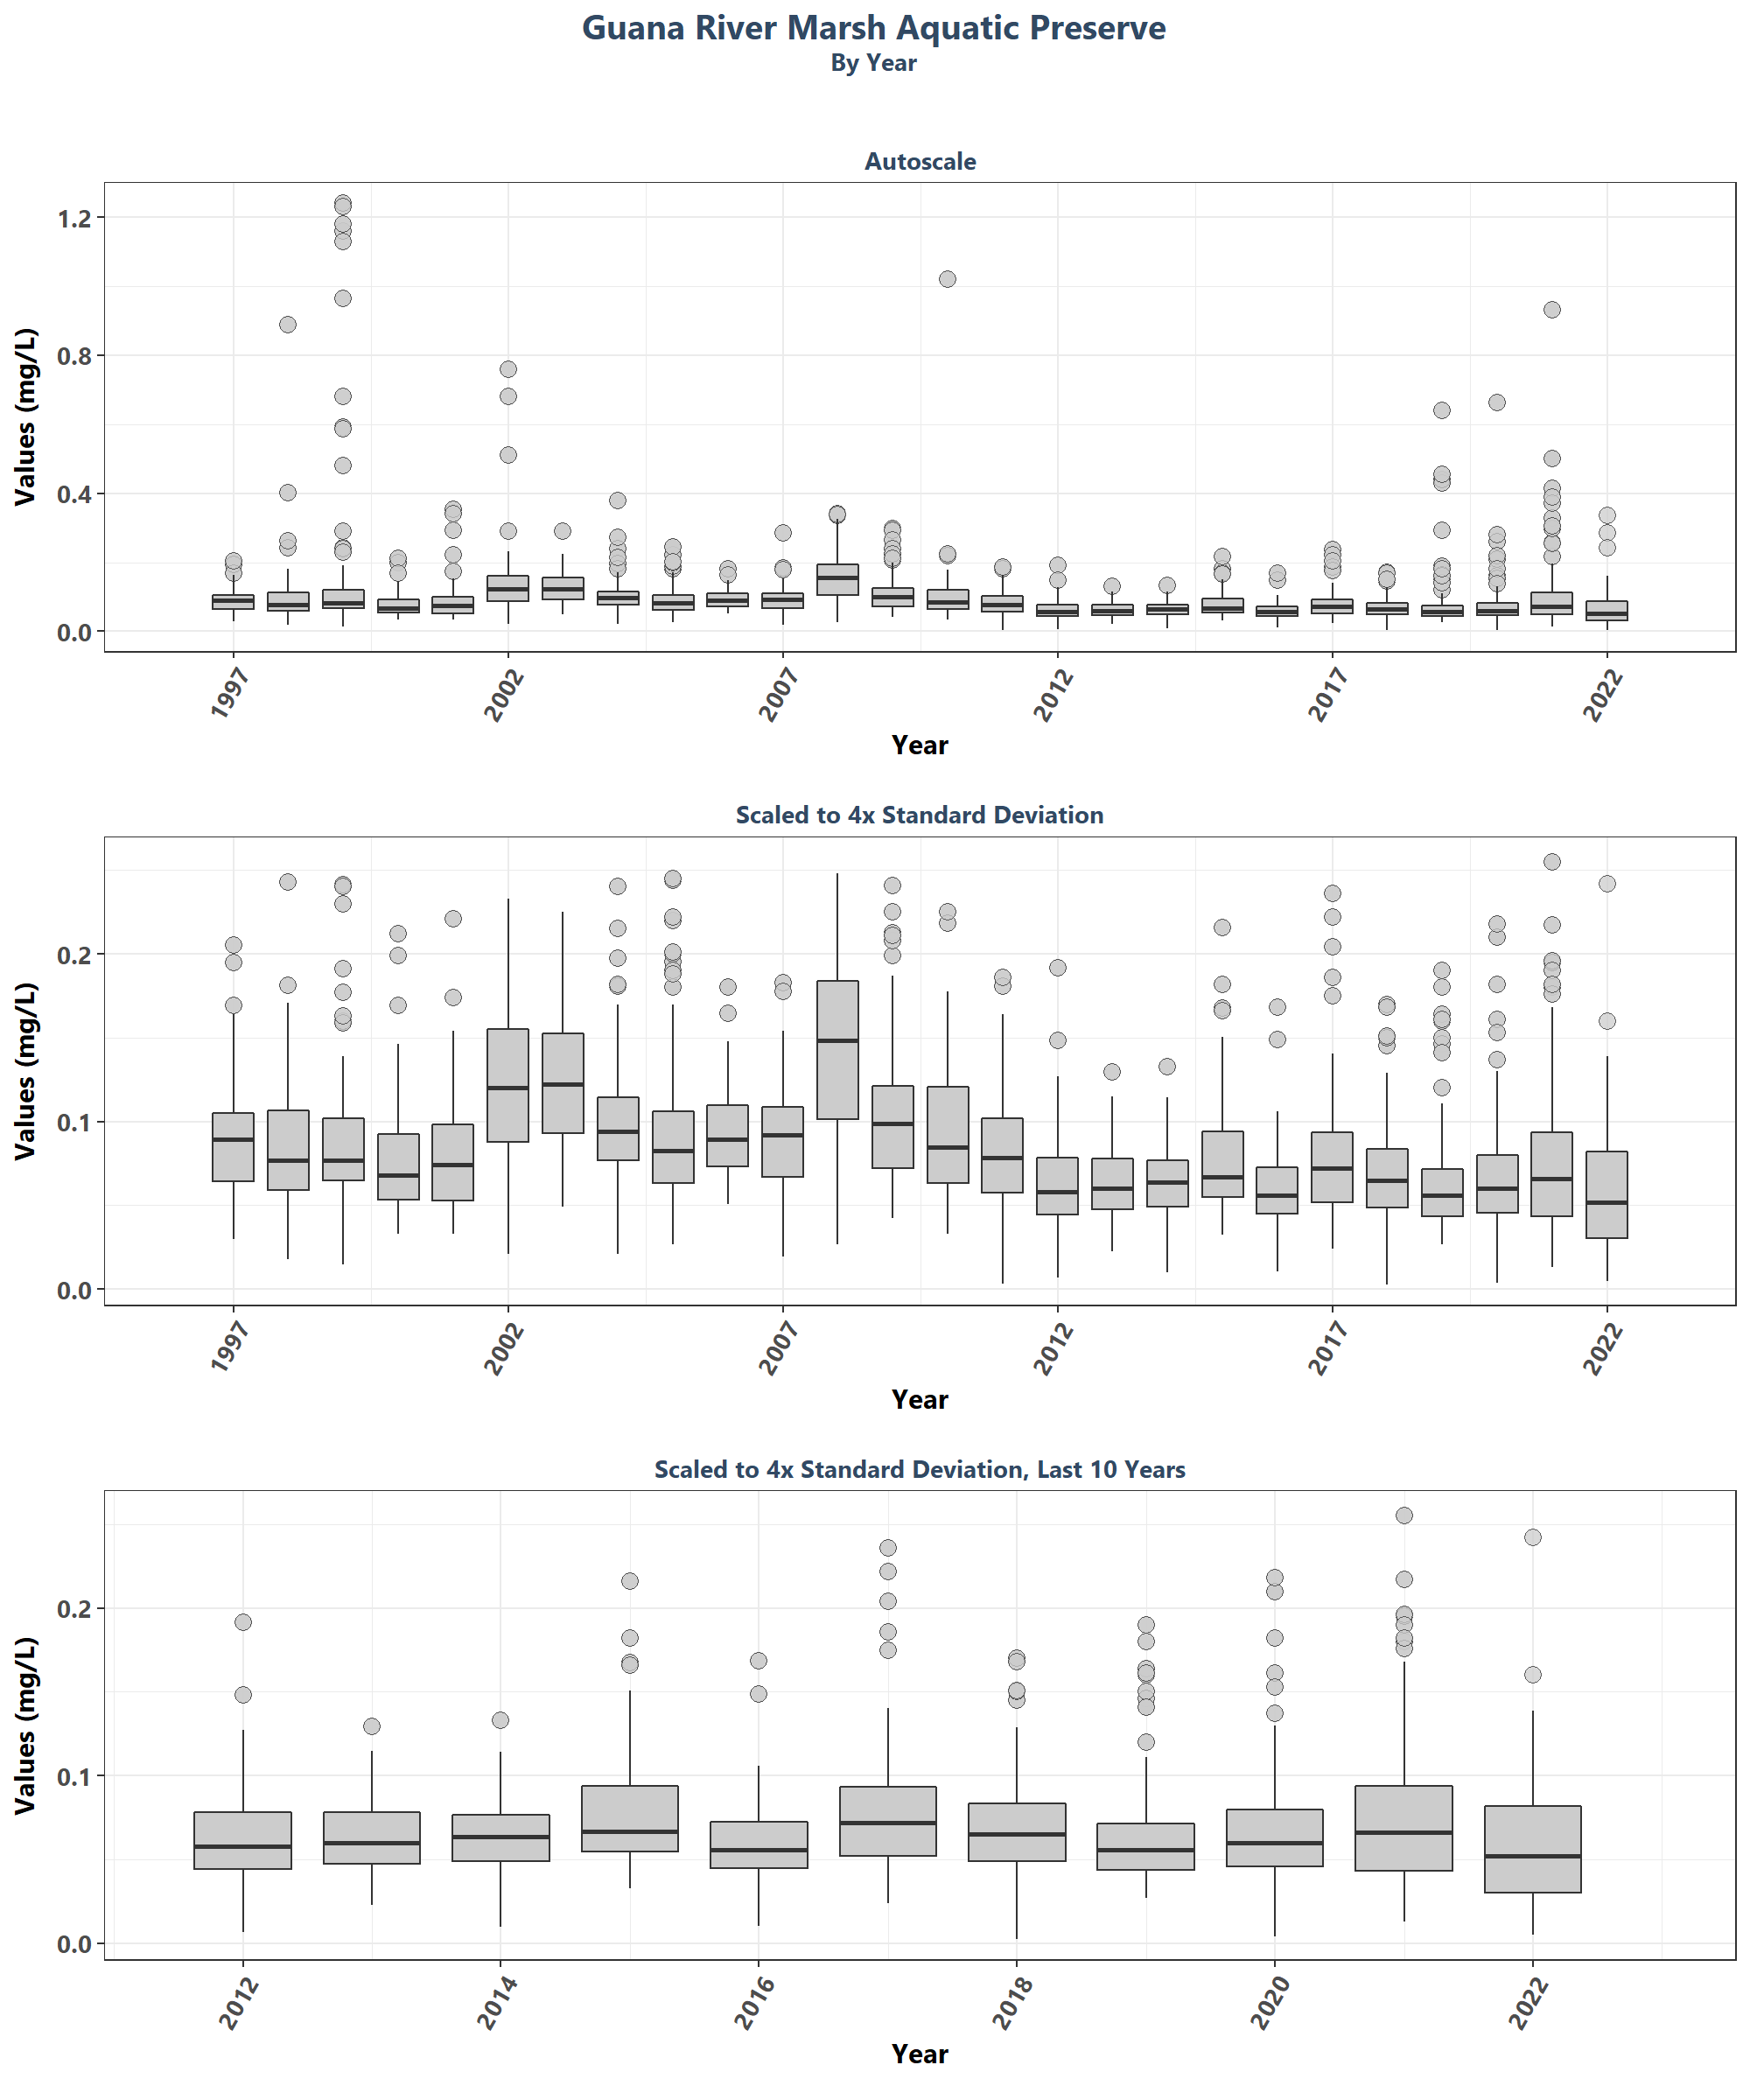 Guana River Marsh Aquatic Preserve
By Year
Autoscale
Values (mg/L)
1.2
0.8
0.4
0.0
1997 2002 2007 2012 2017 2022
Year
Scaled to 4x Standard Deviation
Values (mg/L)
0.2
0.1
0.0
1997 2002 2007 2012 2017 2022
Year
Scaled to 4x Standard Deviation, Last 10 Years
Values (mg/L)
0.2
0.1
0.0
2012 2014 2016 2018 2020 2022
Year